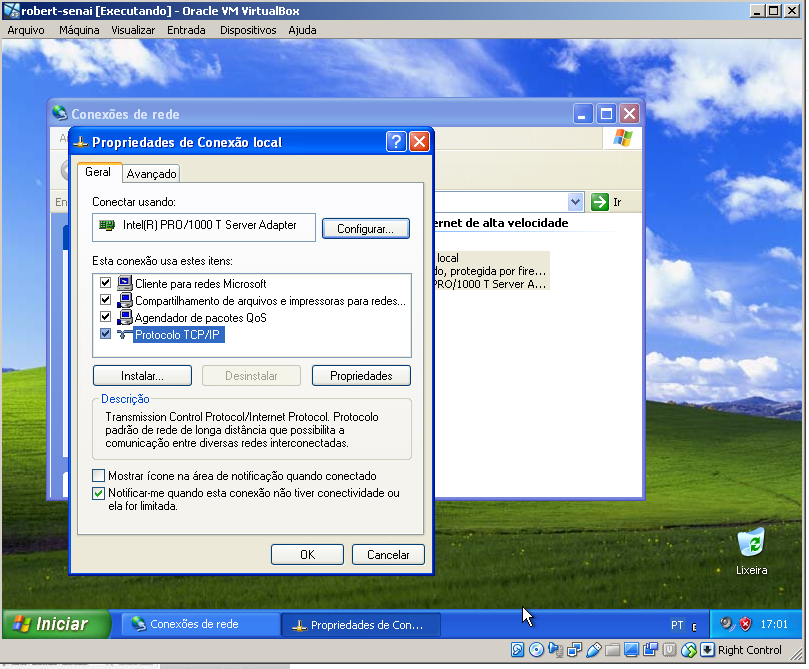 robert-senai [Executando] - Oracle VM VirtualBox
Arquivo Máquina Visualizar Entrada Dispositivos Ajuda
Conexões de rede
Propriedades de Conexão local
Geral Avançado
Conectar usando:
Intel(R) PRO/1000 T Server Adapter
Configurar...
Ir
ernet de alta velocidade
local
do, protegida por fire...
PRO/1000 T Server A...
Esta conexão usa estes itens:
Cliente para redes Microsoft
Compartilhamento de arquivos e impressoras para redes...
Agendador de pacotes QoS
Protocolo TCP/IP
Instalar... Desinstalar Propriedades
Descrição
Transmission Control Protocol/Internet Protocol. Protocolo
padrão de rede de longa distância que possibilita a
comunicação entre diversas redes interconectadas.
Mostrar ícone na área de notificação quando conectado
Notificar-me quando esta conexão não tiver conectividade ou
ela for limitada.
OK Cancelar
Lixeira
Iniciar Conexões de rede Propriedades de Con... PT 17:01
Right Control